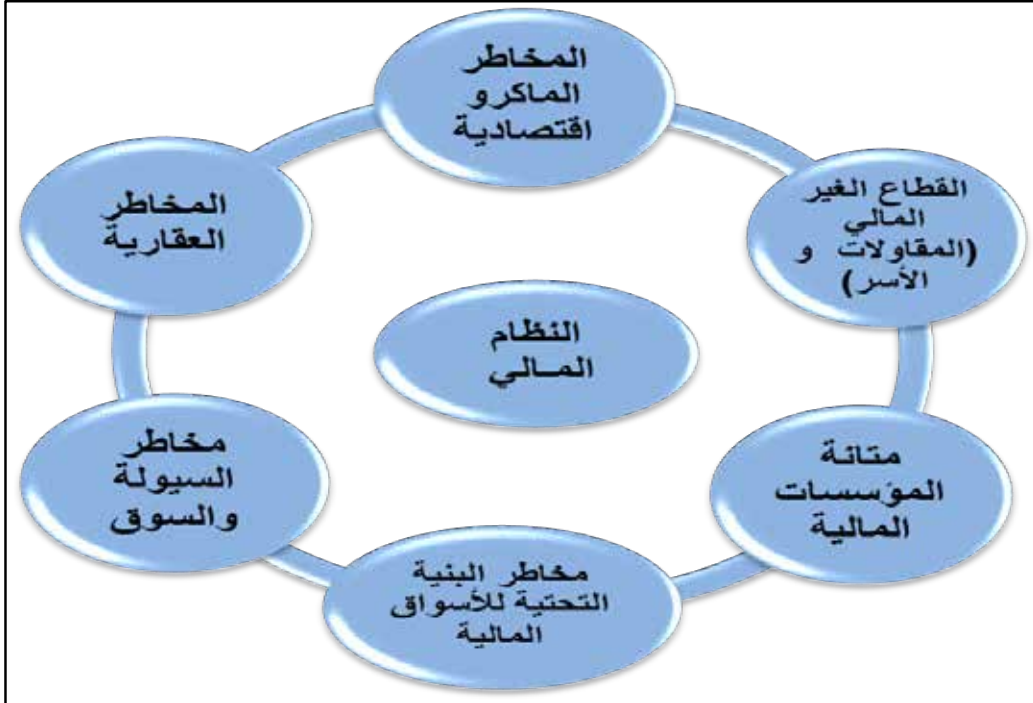 المخاطر
الماكرو
اقتصادية
القطاع الغير
المالي
(المقاولات و
الأسر)
المخاطر
العقارية
النظام
المـالي
متانة
المؤسسات
المالية
مخاطر
السيولة
والسوق
مخاطر البنية
التحتية للأسواق
المالية